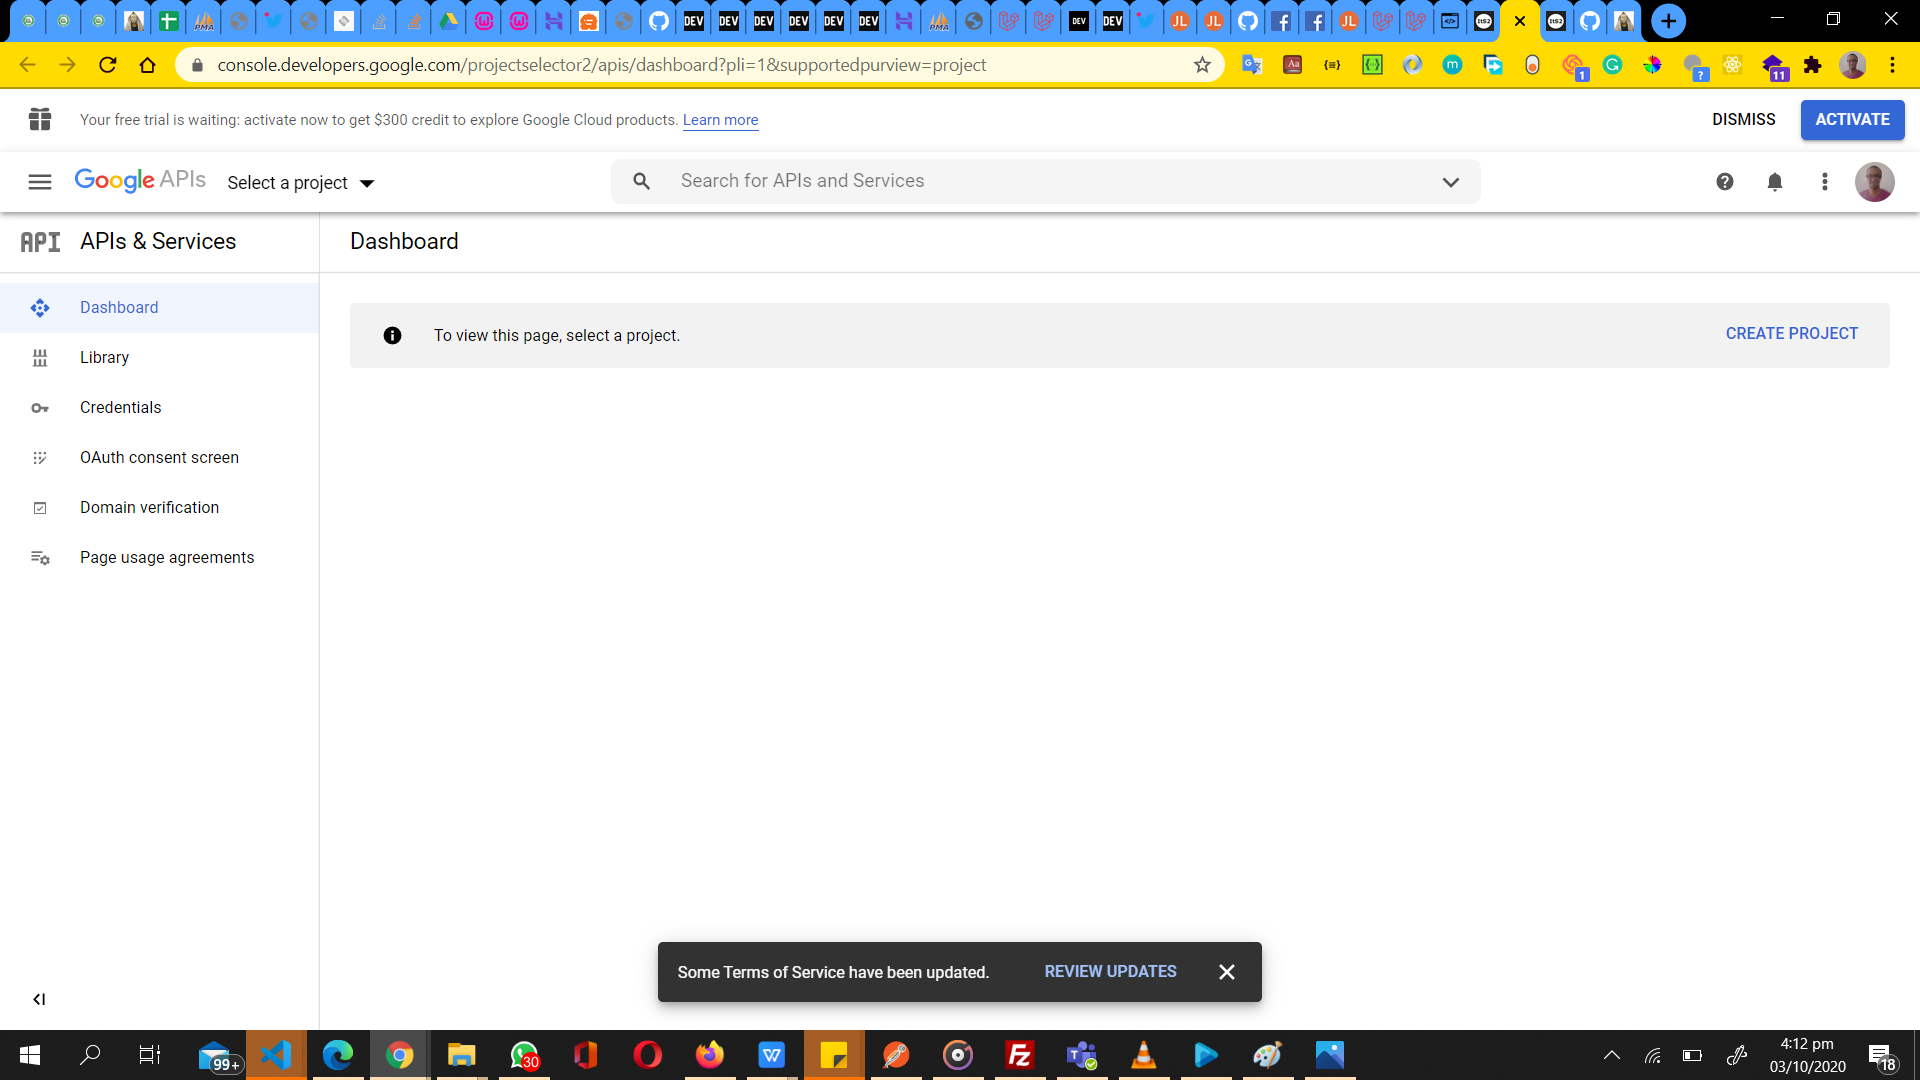 DEV DEV DEV DEV DEV DEV DEV
console.developers.google.com/projectselector2/apis/dashboard?pli=1&supportedpurview=project
1 ? 11
Your free trial is waiting: activate now to get $300 credit to explore Google Cloud products. Learn more
DISMISS ACTIVATE
Google APIs Select a project
Search for APIs and Services
API APIs & Services
Dashboard
Dashboard
Library
Credentials
OAuth consent screen
Domain verification
Page usage agreements
To view this page, select a project.
CREATE PROJECT
Some Terms of Service have been updated. REVIEW UPDATES
99+
30
4:12 pm
03/10/2020
18